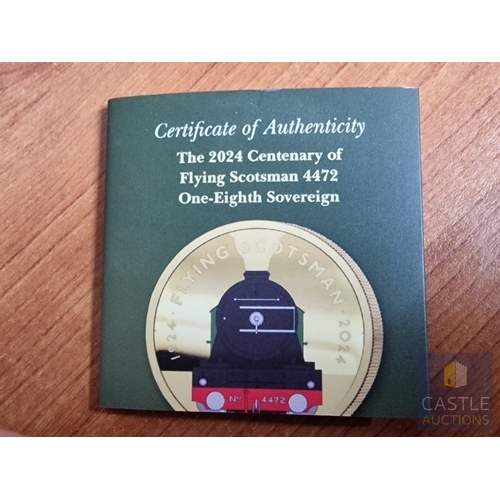 Certificate of Authenticity
The 2024 Centenary of
Flying Scotsman 4472
One-Eighth Sovereign
1924 · FLYING SCOTSMAN · 2024
Nº 4472
CASTLE
AUCTIONS